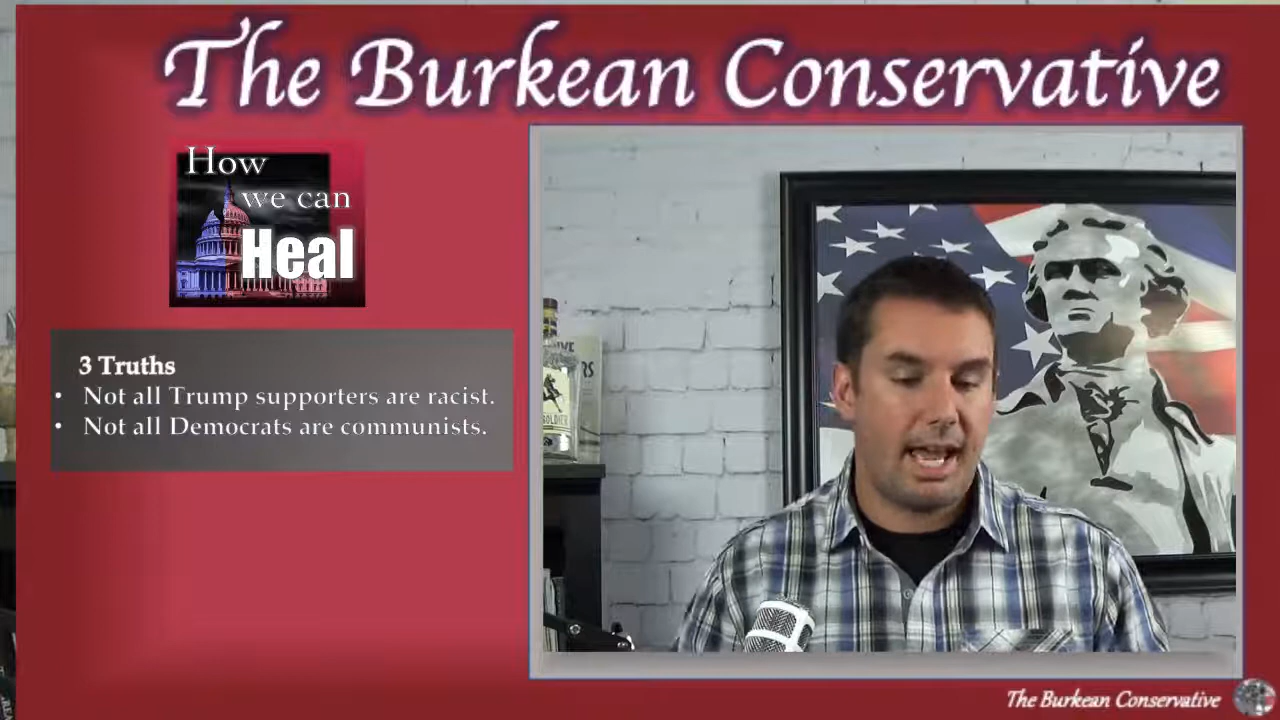 The Burkean Conservative
How
we can
Heal
3 Truths
• Not all Trump supporters are racist.
• Not all Democrats are communists.
SOLDIER
The Burkean Conservative